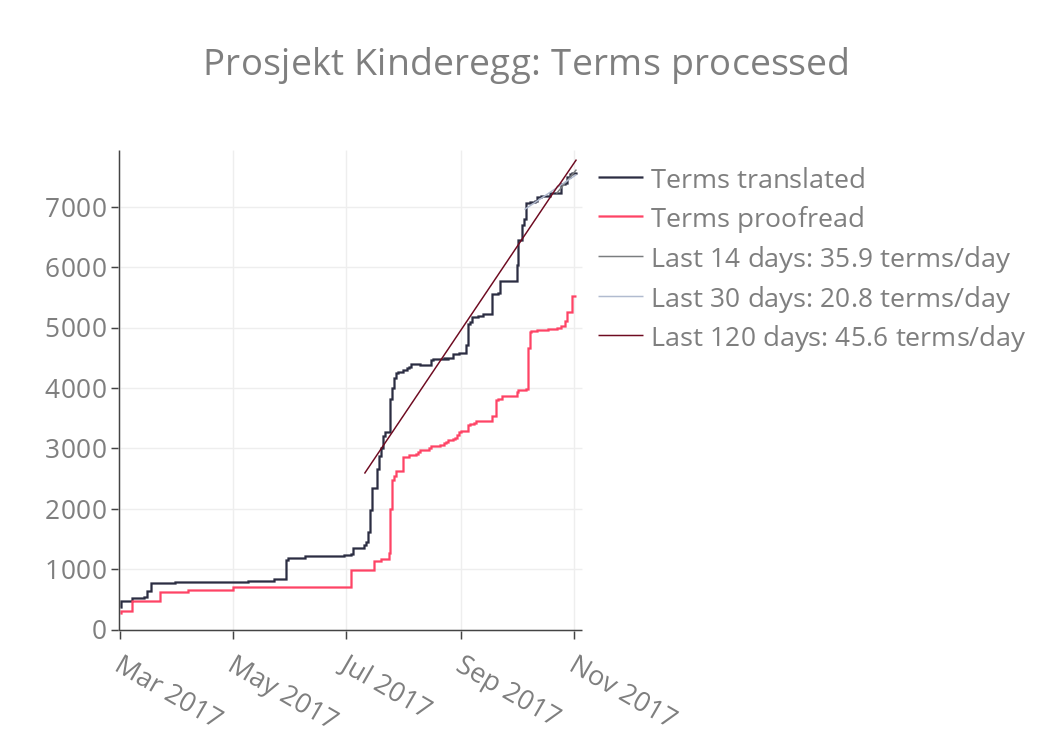 Prosjekt Kinderegg: Terms processed
Terms translated
Terms proofread
Last 14 days: 35.9 terms/day
Last 30 days: 20.8 terms/day
Last 120 days: 45.6 terms/day
7000
6000
5000
4000
3000
2000
1000
0
Mar 2017
May 2017
Jul 2017
Sep 2017
Nov 2017